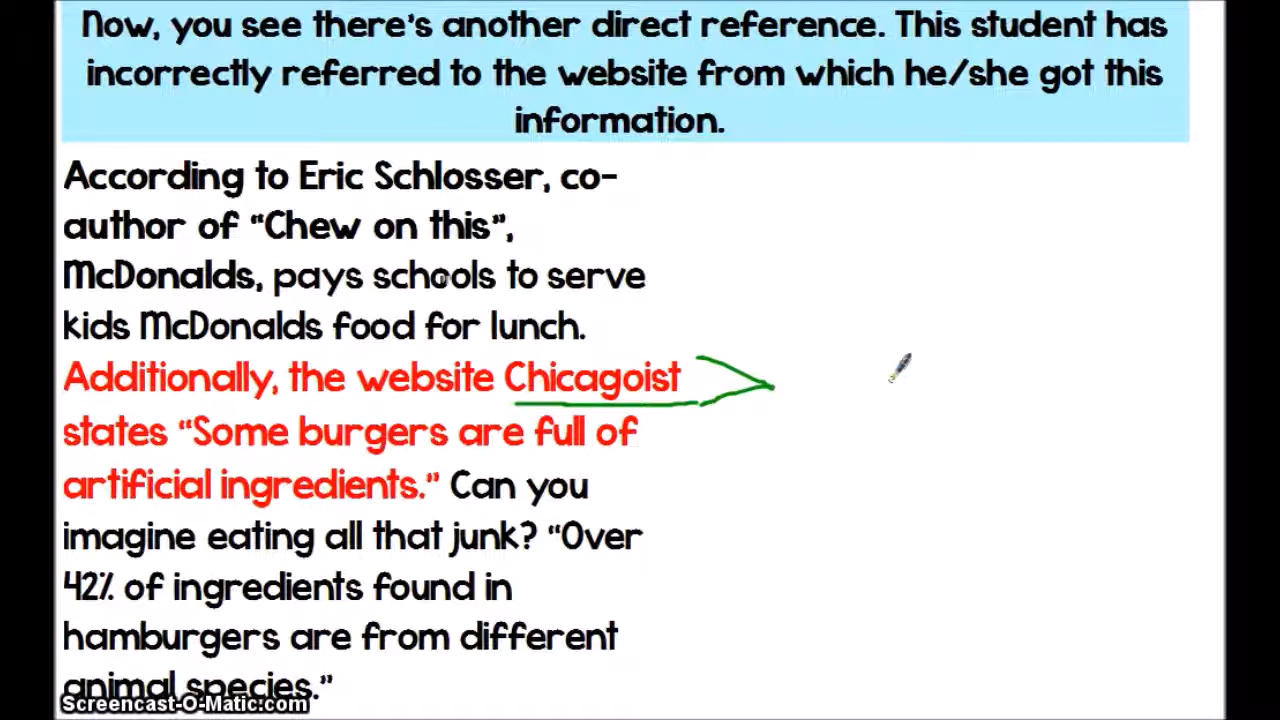 Now, you see there's another direct reference. This student has
incorrectly referred to the website from which he/she got this
information.
According to Eric Schlosser, co-
author of "Chew on this",
McDonalds, pays schools to serve
kids McDonalds food for lunch.
Additionally, the website Chicagoist
states "Some burgers are full of
artificial ingredients." Can you
imagine eating all that junk? "Over
42% of ingredients found in
hamburgers are from different
animal species."
Screencast-O-Matic.com